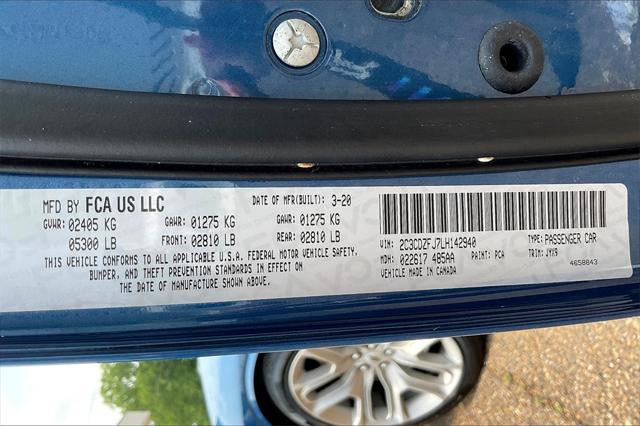 MFD BY FCA US LLC DATE OF MFR(BUILT): 3-20
GVWR: 02405 KG GAWR: 01275 KG GAWR: 01275 KG
05300 LB FRONT: 02810 LB REAR: 02810 LB
THIS VEHICLE CONFORMS TO ALL APPLICABLE U.S.A. FEDERAL MOTOR VEHICLE SAFETY,
BUMPER, AND THEFT PREVENTION STANDARDS IN EFFECT ON
THE DATE OF MANUFACTURE SHOWN ABOVE.
VIN: 2C3CDZFJ7LH142940 TYPE: PASSENGER CAR
MDH: 022617 485AA PAINT: PCA TRIM: JYX9
VEHICLE MADE IN CANADA 4658843